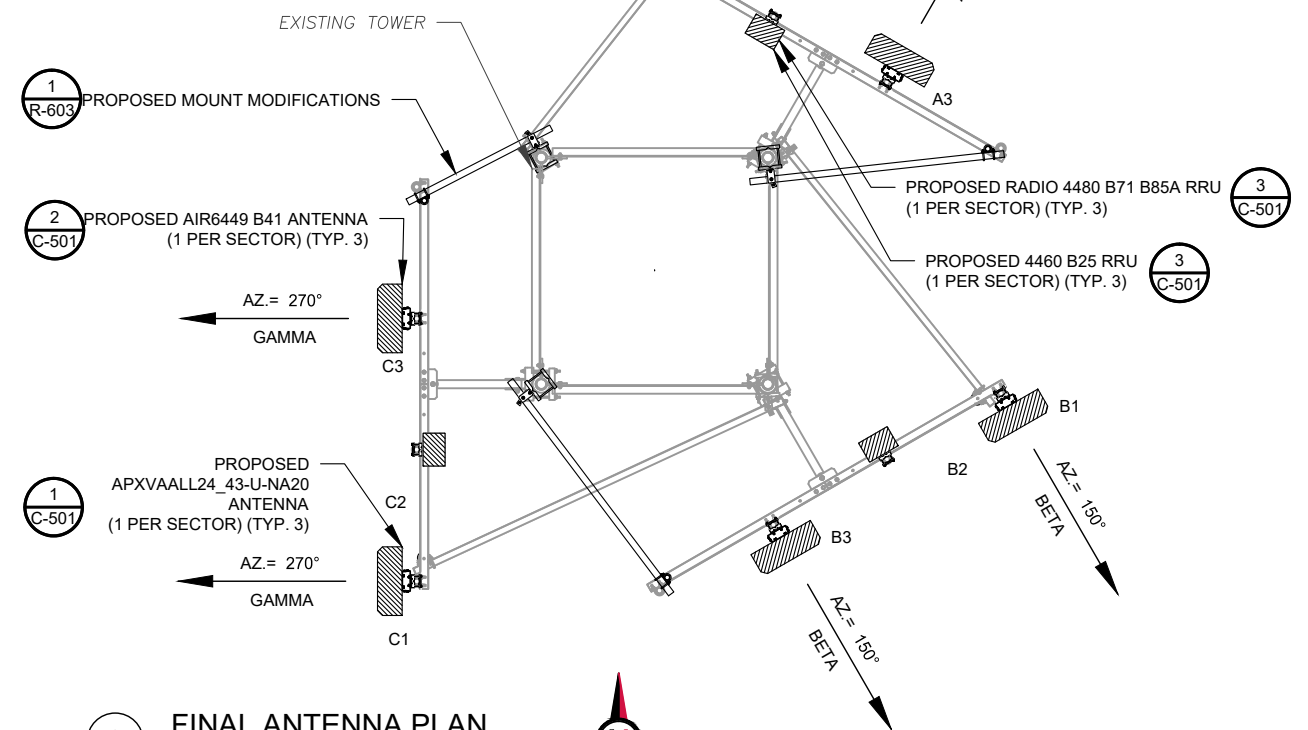 EXISTING TOWER
1
R-603
PROPOSED MOUNT MODIFICATIONS
A3
2
C-501
PROPOSED AIR6449 B41 ANTENNA
(1 PER SECTOR) (TYP. 3)
PROPOSED RADIO 4480 B71 B85A RRU
(1 PER SECTOR) (TYP. 3)
3
C-501
PROPOSED 4460 B25 RRU
(1 PER SECTOR) (TYP. 3)
3
C-501
AZ.= 270°
GAMMA
C3
B1
B2
AZ.= 150°
BETA
PROPOSED
APXVAALL24_43-U-NA20
ANTENNA
(1 PER SECTOR) (TYP. 3)
1
C-501
C2
B3
AZ.= 270°
GAMMA
C1
AZ.= 150°
BETA
FINAL ANTENNA PLAN